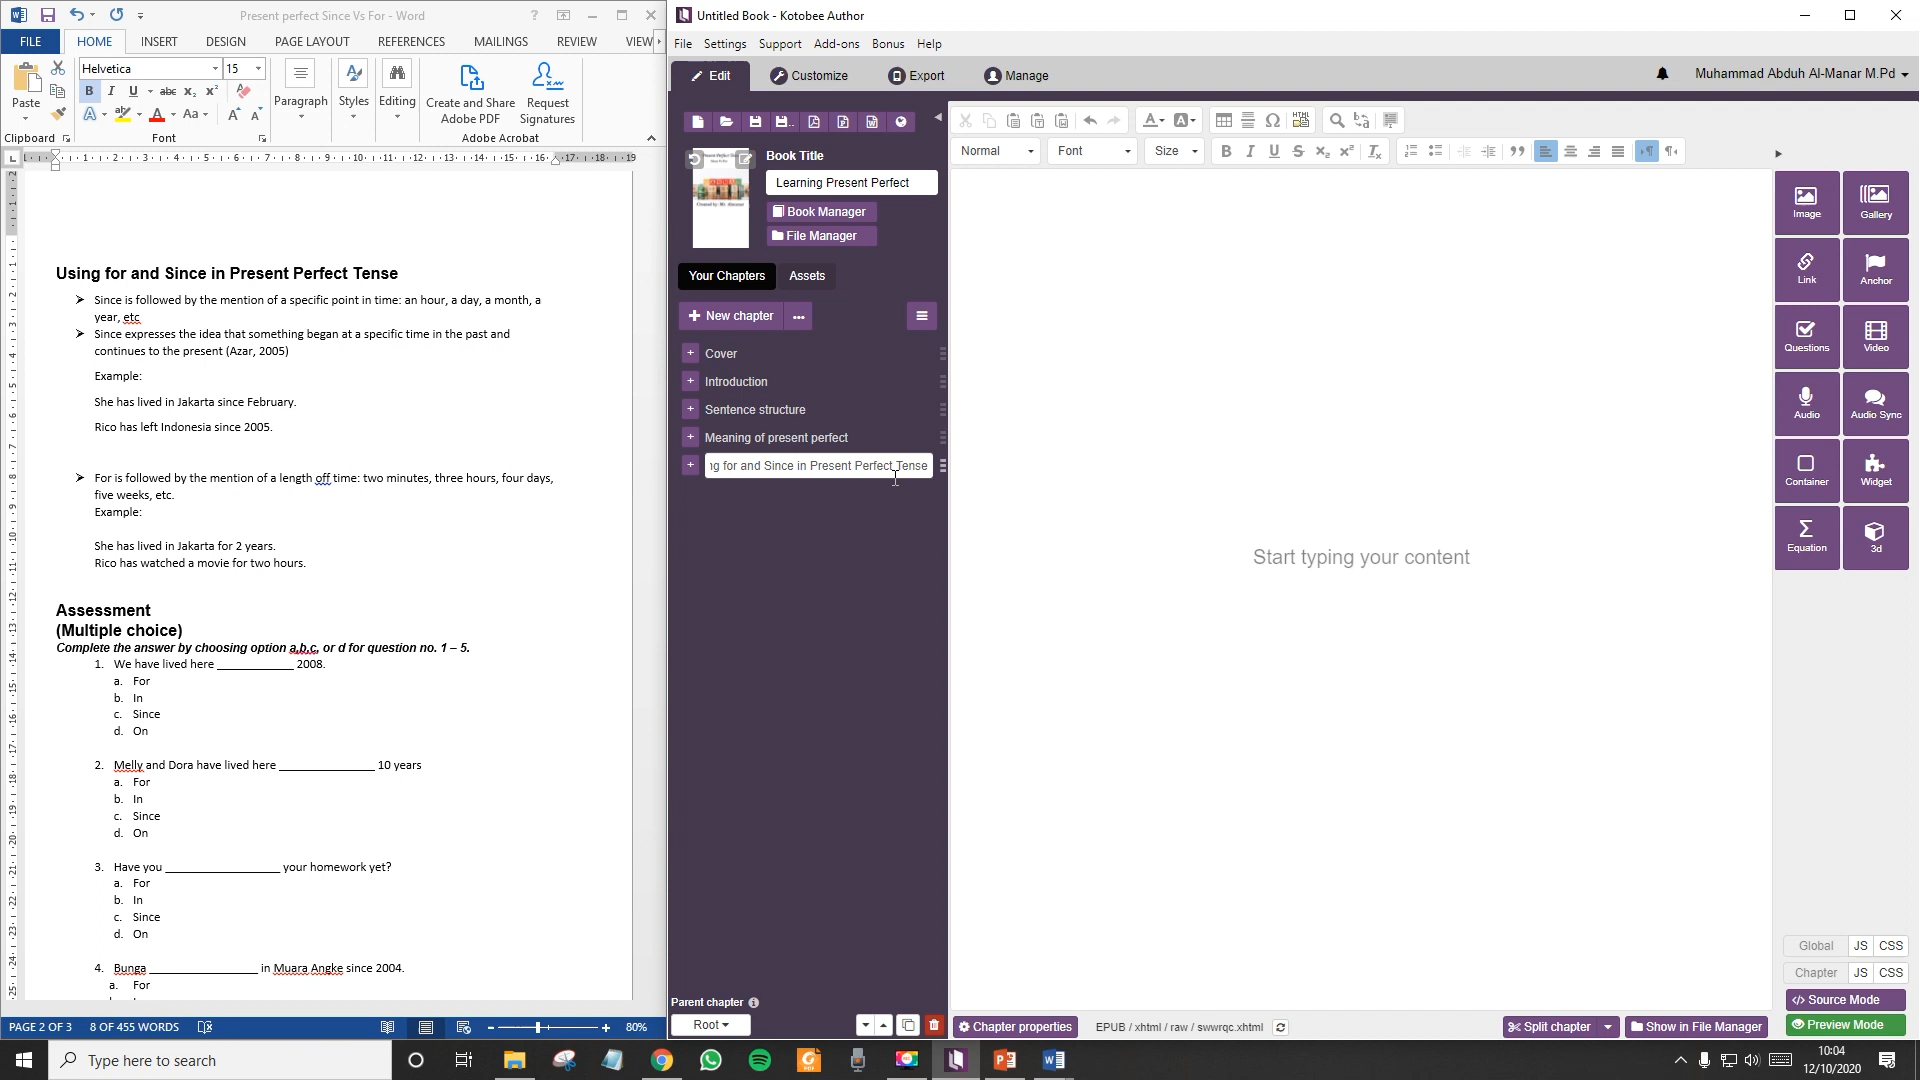 Present perfect Since Vs For - Word
FILE HOME INSERT DESIGN PAGE LAYOUT REFERENCES MAILINGS REVIEW VIEW
Paste
Helvetica 15
Paragraph Styles Editing
Create and Share Adobe PDF
Request Signatures
Clipboard Font Adobe Acrobat
Using for and Since in Present Perfect Tense
Since is followed by the mention of a specific point in time: an hour, a day, a month, a
year, etc
Since expresses the idea that something began at a specific time in the past and
continues to the present (Azar, 2005)
Example:
She has lived in Jakarta since February.
Rico has left Indonesia since 2005.
For is followed by the mention of a length off time: two minutes, three hours, four days,
five weeks, etc.
Example:
She has lived in Jakarta for 2 years.
Rico has watched a movie for two hours.
Assessment
(Multiple choice)
Complete the answer by choosing option a,b,c, or d for question no. 1 – 5.
1. We have lived here ____________ 2008.
a. For
b. In
c. Since
d. On
2. Melly and Dora have lived here _______________ 10 years
a. For
b. In
c. Since
d. On
3. Have you __________________ your homework yet?
a. For
b. In
c. Since
d. On
4. Bunga _________________ in Muara Angke since 2004.
a. For
PAGE 2 OF 3 8 OF 455 WORDS 80%
Untitled Book - Kotobee Author
File Settings Support Add-ons Bonus Help
Edit Customize Export Manage
Muhammad Abduh Al-Manar M.Pd
Book Title
Learning Present Perfect
Book Manager
File Manager
Your Chapters Assets
New chapter
Cover
Introduction
Sentence structure
Meaning of present perfect
ng for and Since in Present Perfect Tense
Parent chapter
Root
Normal Font Size
Start typing your content
Image Gallery
Link Anchor
Questions Video
Audio Audio Sync
Container Widget
Equation 3d
Global JS CSS
Chapter JS CSS
Source Mode
Preview Mode
Chapter properties EPUB / xhtml / raw / swwrqc.xhtml Split chapter Show in File Manager
Type here to search
10:04
12/10/2020